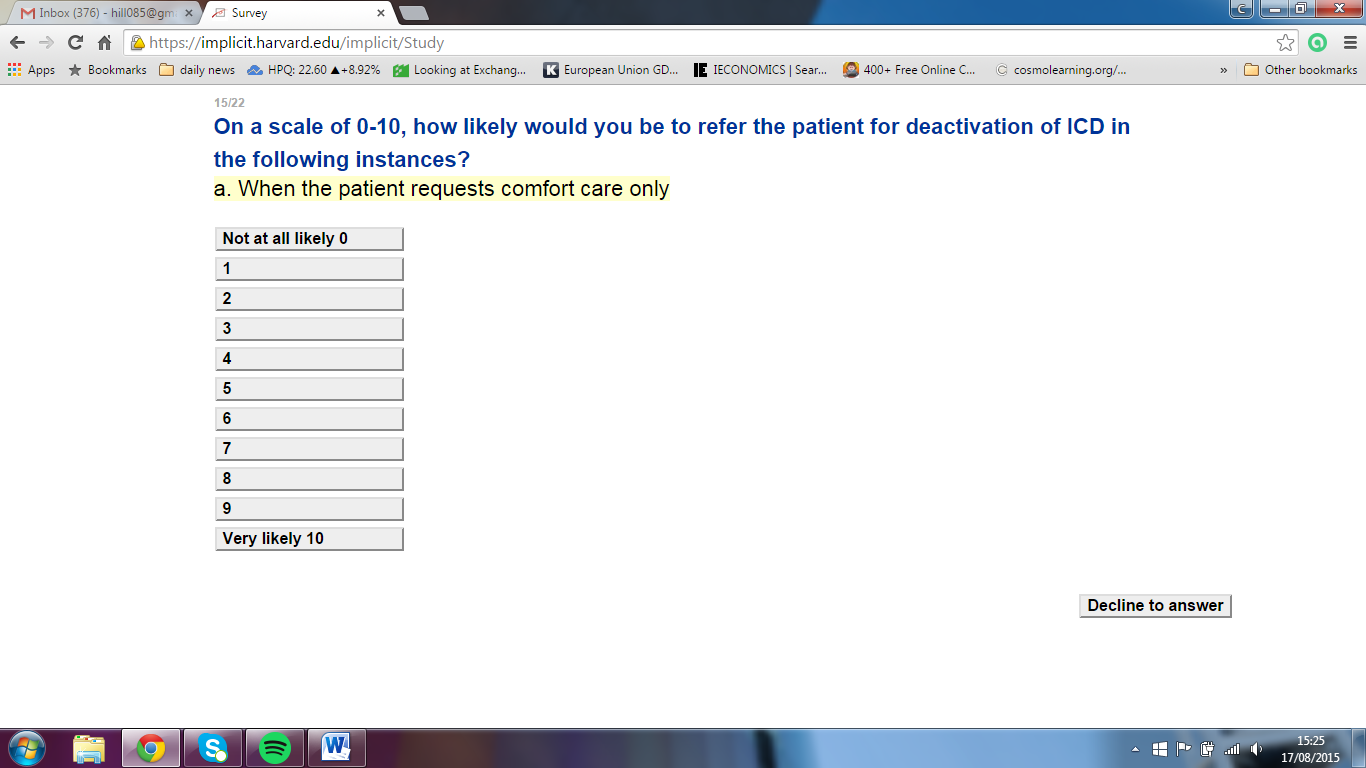 Inbox (376) - hill085@gm
Survey
https://implicit.harvard.edu/implicit/Study
Apps
Bookmarks
daily news
HPQ: 22.60 ▲+8.92%
Looking at Exchang...
European Union GD...
IECONOMICS | Sear...
400+ Free Online C...
cosmolearning.org/...
»
Other bookmarks
15/22
On a scale of 0-10, how likely would you be to refer the patient for deactivation of ICD in
the following instances?
a. When the patient requests comfort care only
Not at all likely 0
1
2
3
4
5
6
7
8
9
Very likely 10
Decline to answer
15:25
17/08/2015